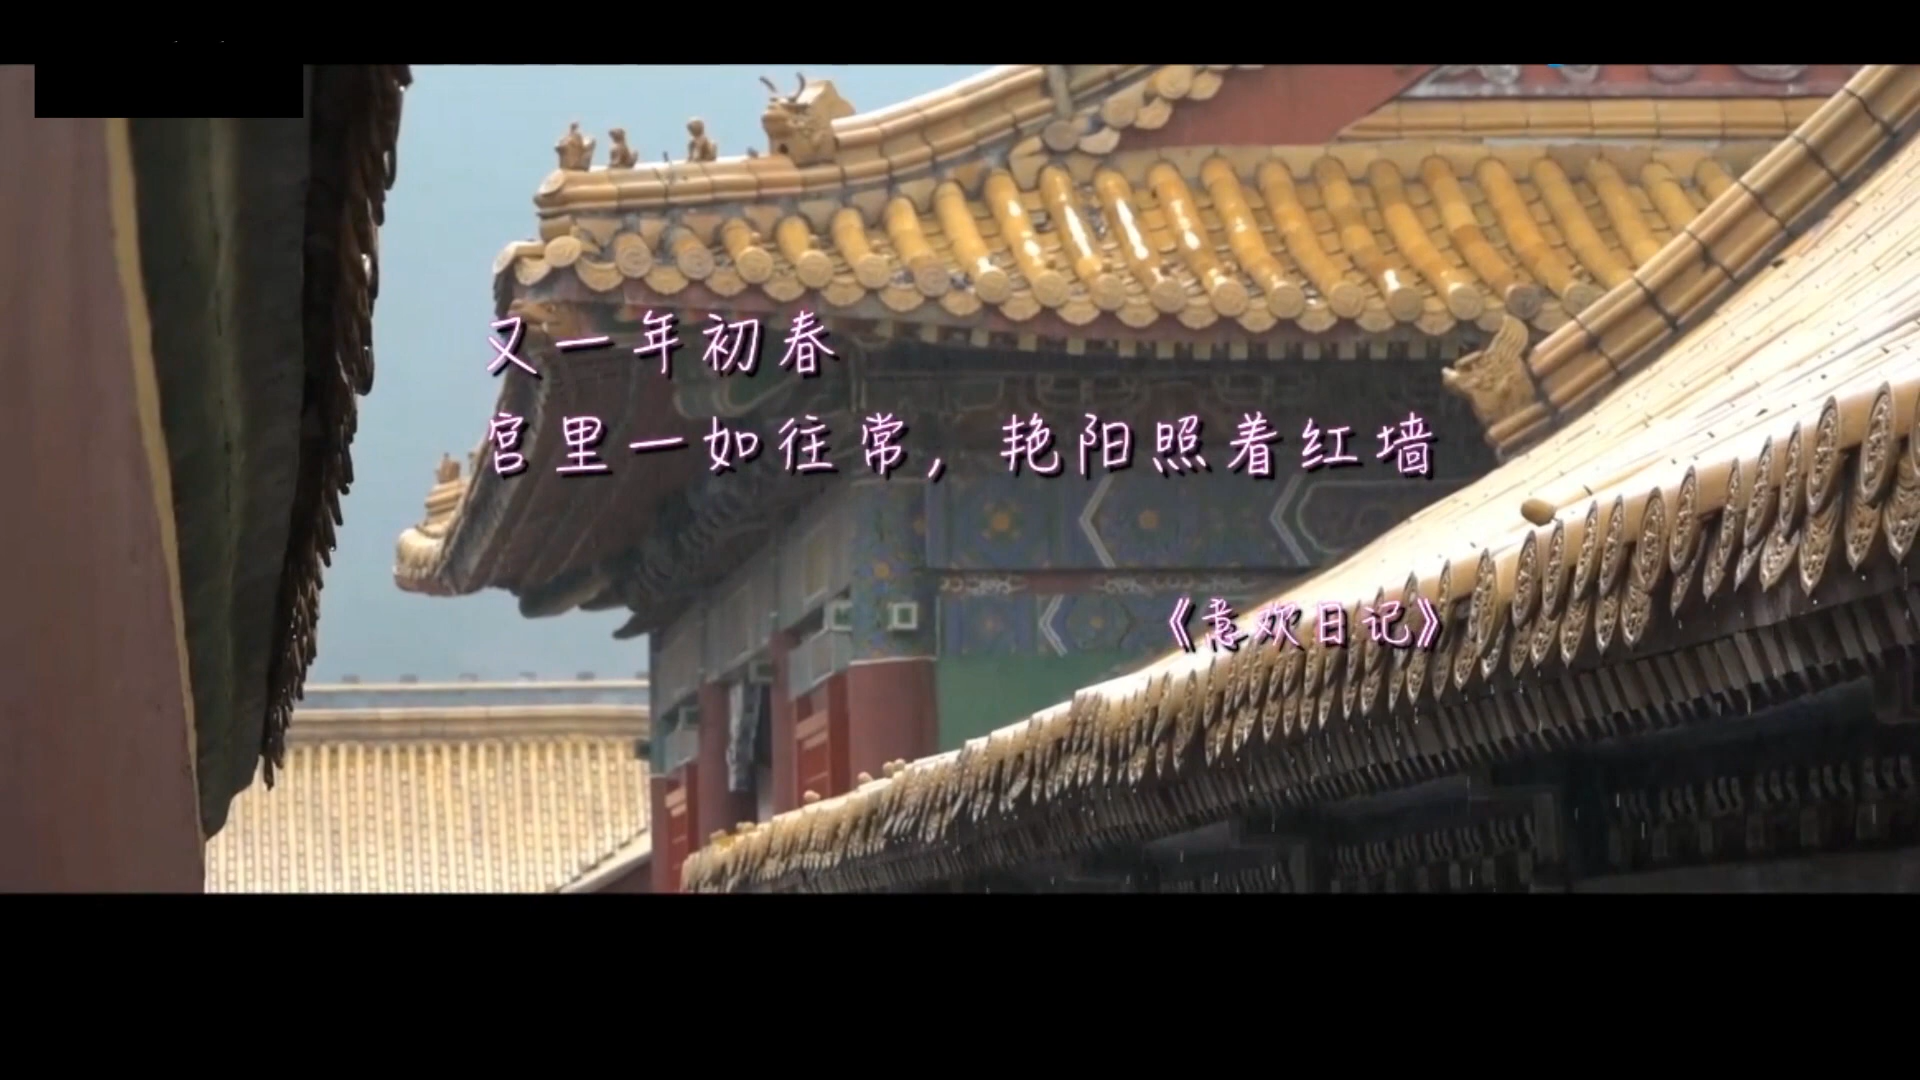 又一年初春
宫里一如往常，艳阳照着红墙
《意欢日记》